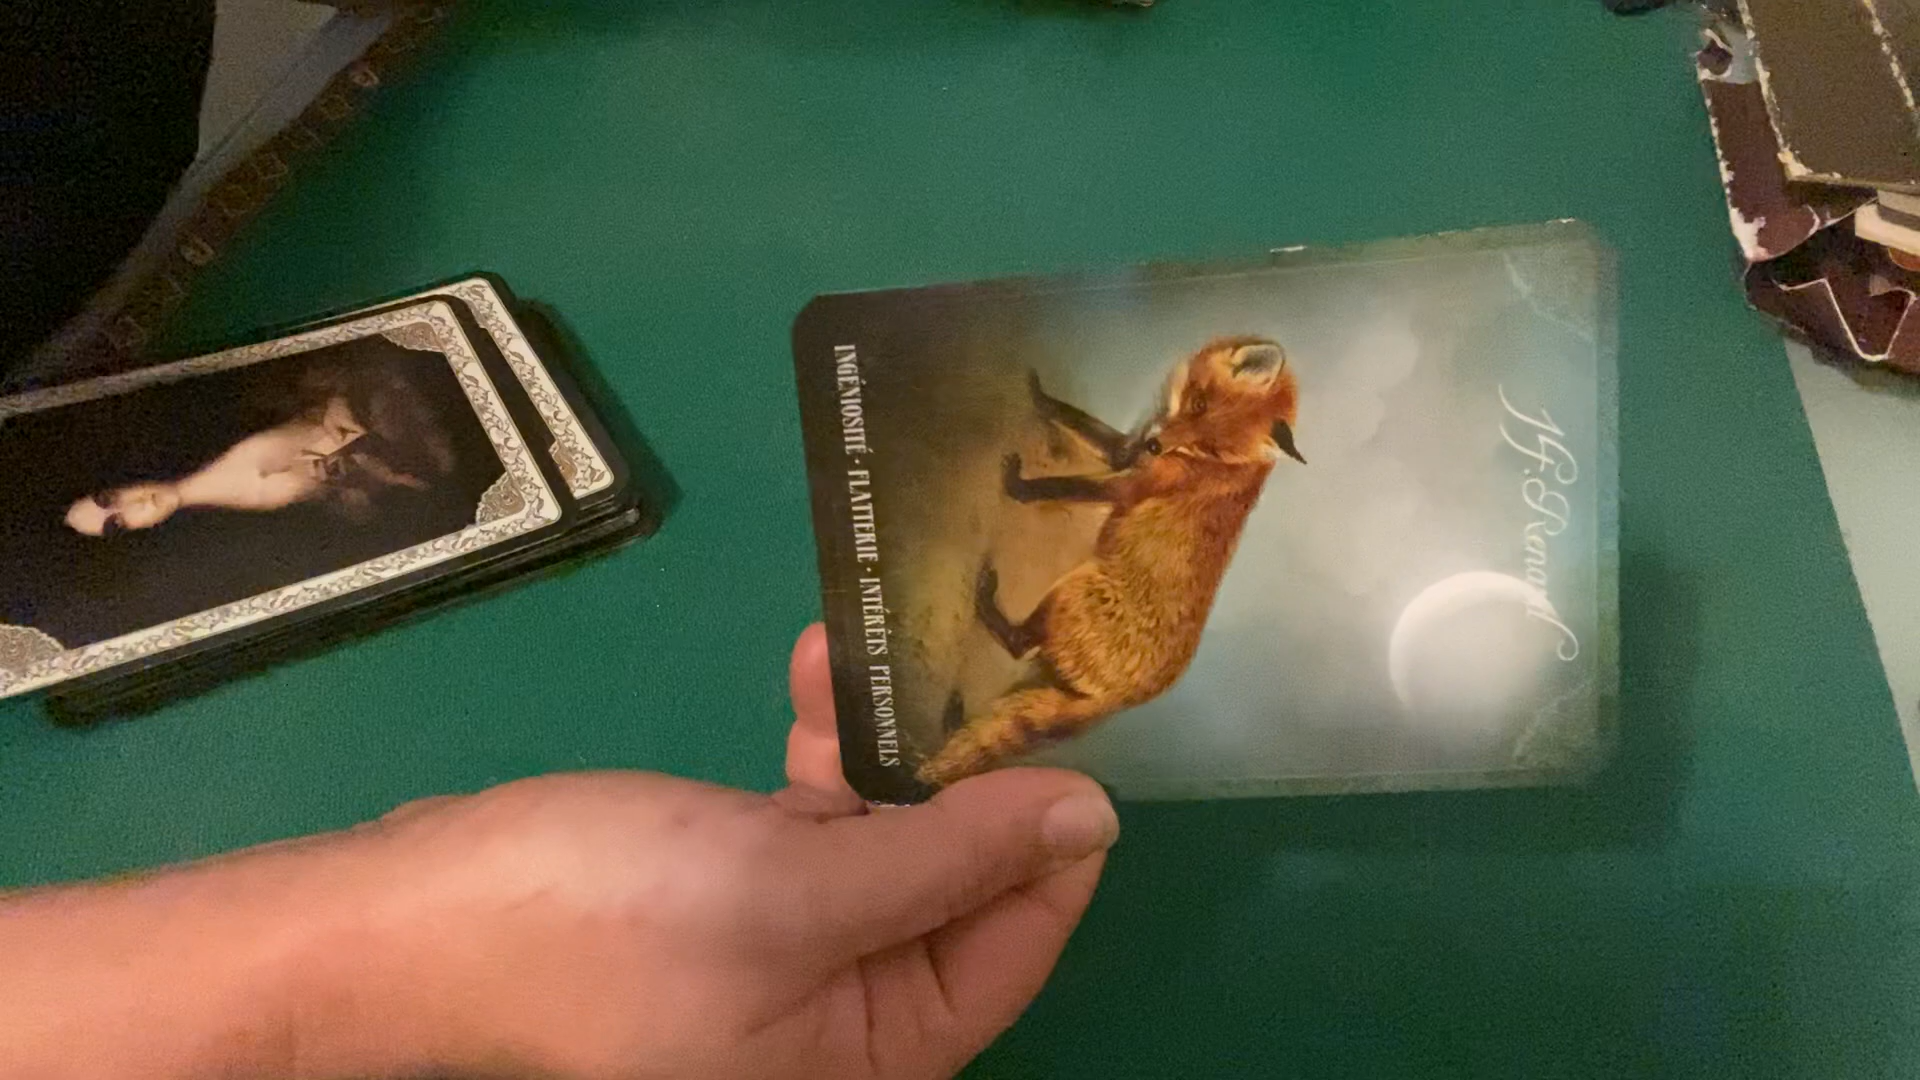 14. Renard
INGÉNIOSITÉ · FLATTERIE · INTÉRÊTS PERSONNELS